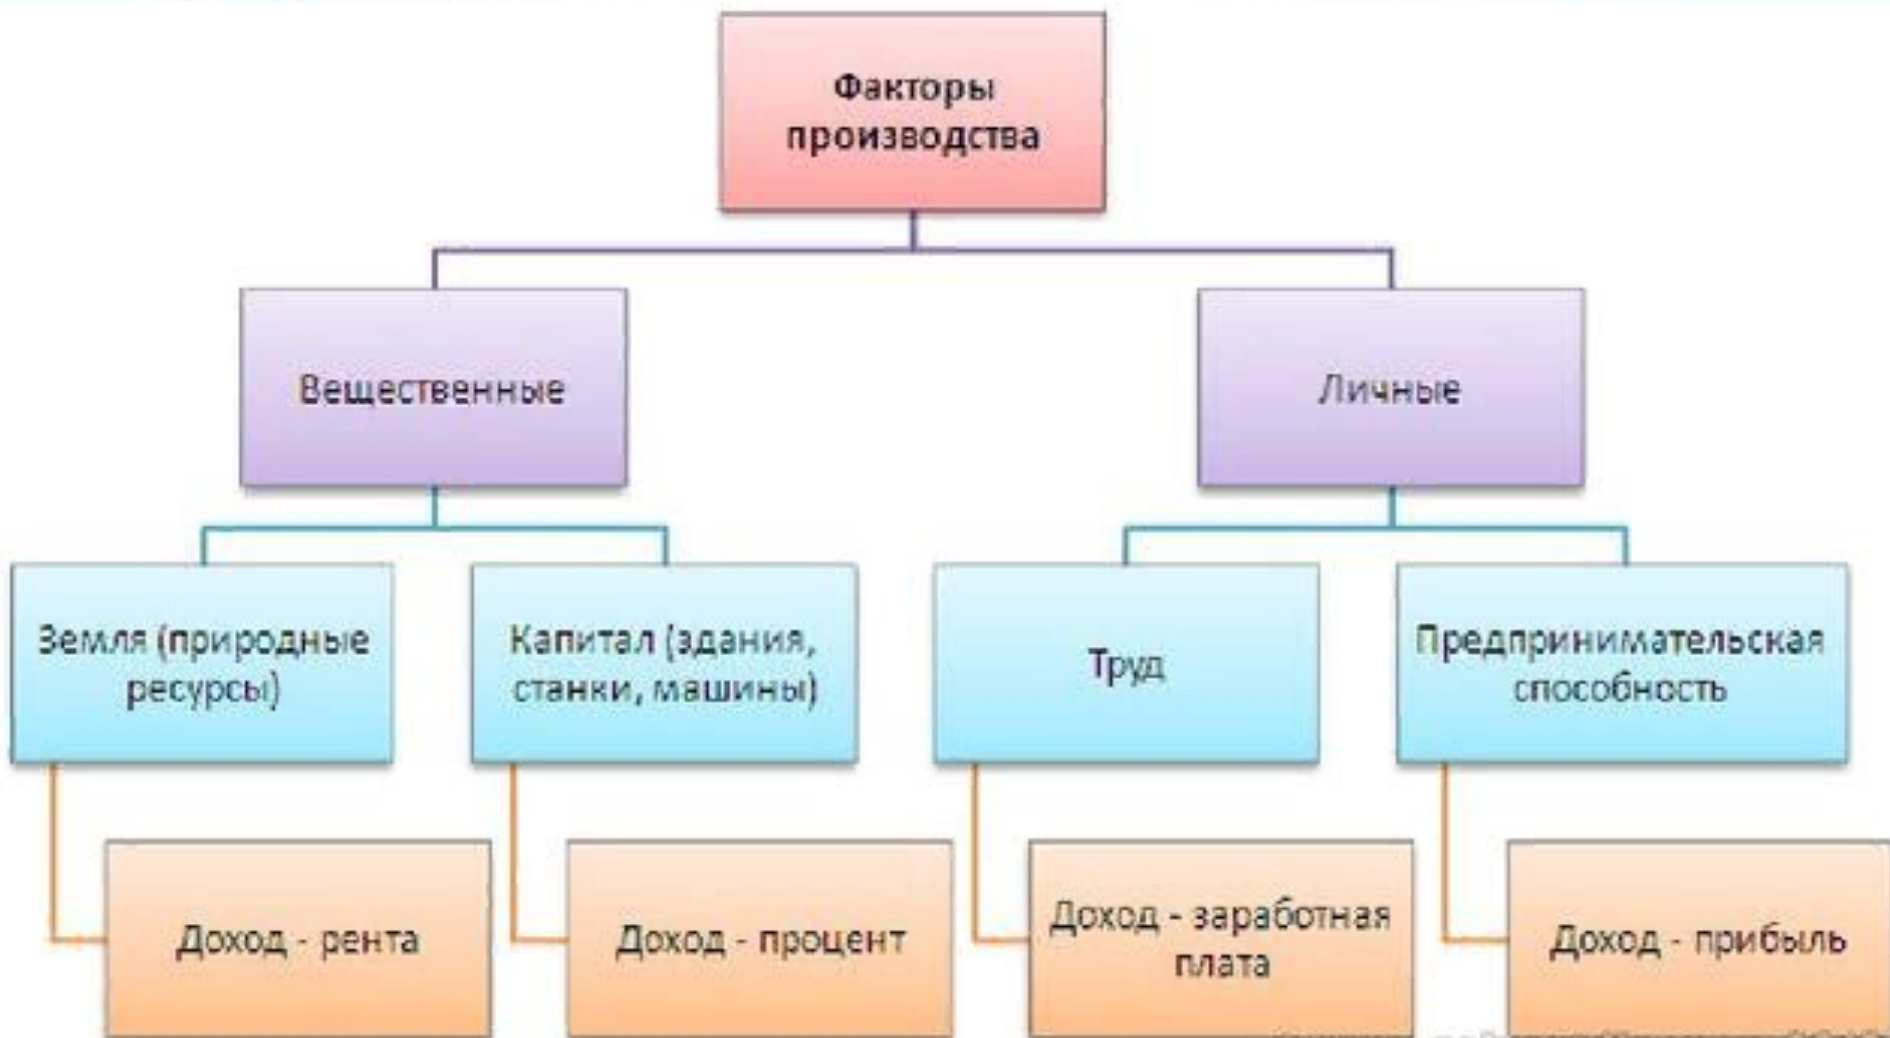 Факторы
производства
Вещественные
Личные
Земля (природные
ресурсы)
Капитал (здания,
станки, машины)
Труд
Предпринимательская
способность
Доход - рента
Доход - процент
Доход - заработная
плата
Доход - прибыль